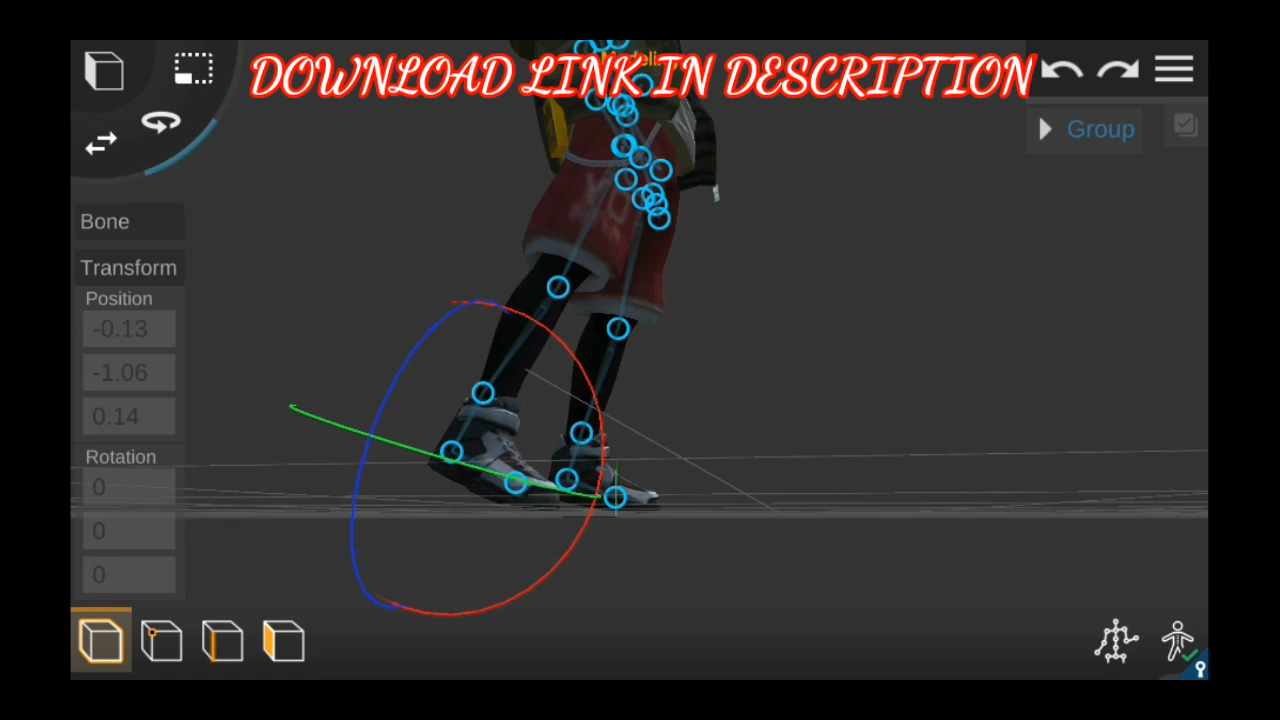 DOWNLOAD LINK IN DESCRIPTION
Group
Bone
Transform
Position
-0.13
-1.06
0.14
Rotation
0
0
0